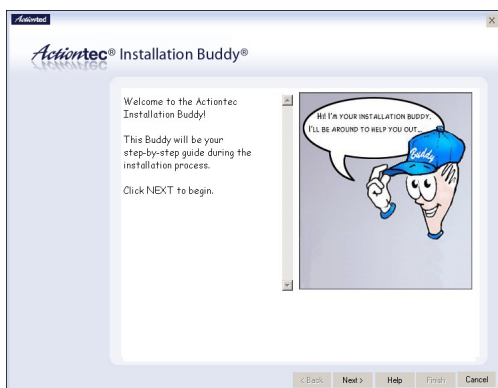 Actiontec
Actiontec® Installation Buddy®
Welcome to the Actiontec
Installation Buddy!
This Buddy will be your
step-by-step guide during the
installation process.
Click NEXT to begin.
HI! I'M YOUR INSTALLATION BUDDY,
I'LL BE AROUND TO HELP YOU OUT...
Buddy
< Back Next > Help Finish Cancel